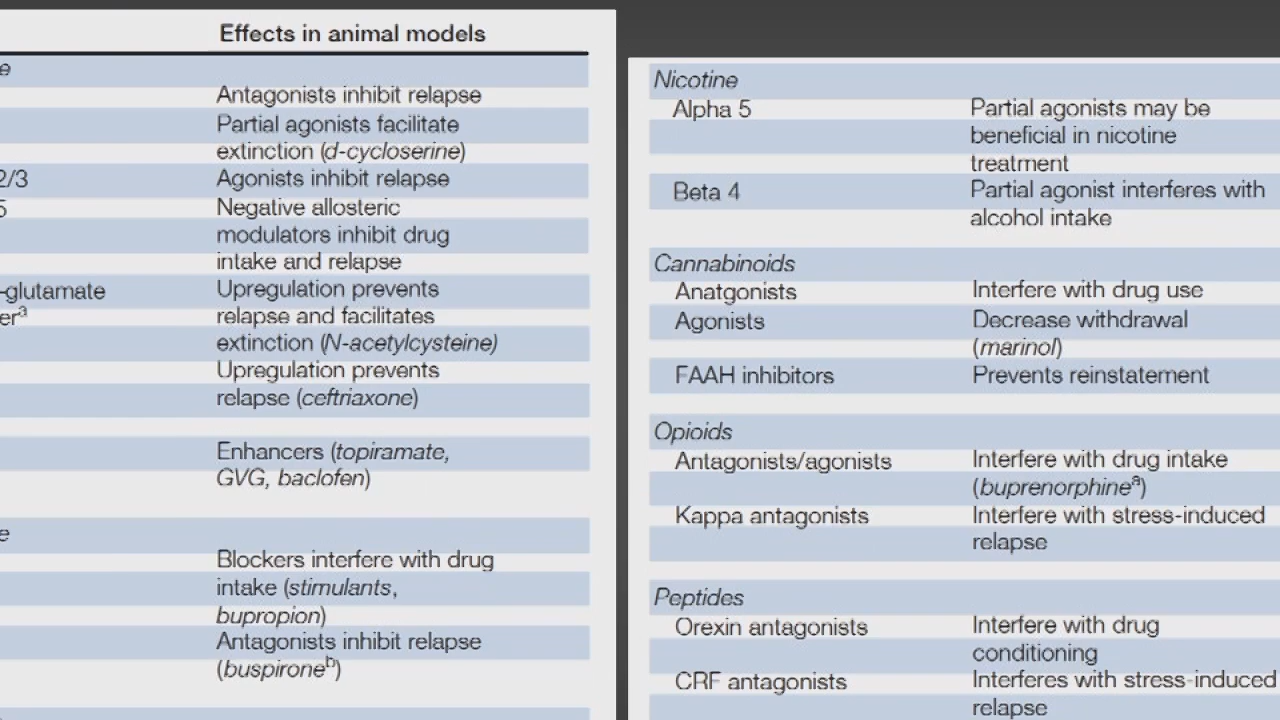 Effects in animal models
e
Antagonists inhibit relapse
Partial agonists facilitate
extinction (d-cycloserine)
2/3 Agonists inhibit relapse
5 Negative allosteric
modulators inhibit drug
intake and relapse
-glutamate Upregulation prevents
erᵃ relapse and facilitates
extinction (N-acetylcysteine)
Upregulation prevents
relapse (ceftriaxone)
Enhancers (topiramate,
GVG, baclofen)
e
Blockers interfere with drug
intake (stimulants,
bupropion)
Antagonists inhibit relapse
(buspironeᵇ)
Nicotine
Alpha 5 Partial agonists may be
beneficial in nicotine
treatment
Beta 4 Partial agonist interferes with
alcohol intake
Cannabinoids
Anatgonists Interfere with drug use
Agonists Decrease withdrawal
(marinol)
FAAH inhibitors Prevents reinstatement
Opioids
Antagonists/agonists Interfere with drug intake
(buprenorphineᵃ)
Kappa antagonists Interfere with stress-induced
relapse
Peptides
Orexin antagonists Interfere with drug
conditioning
CRF antagonists Interferes with stress-induced
relapse